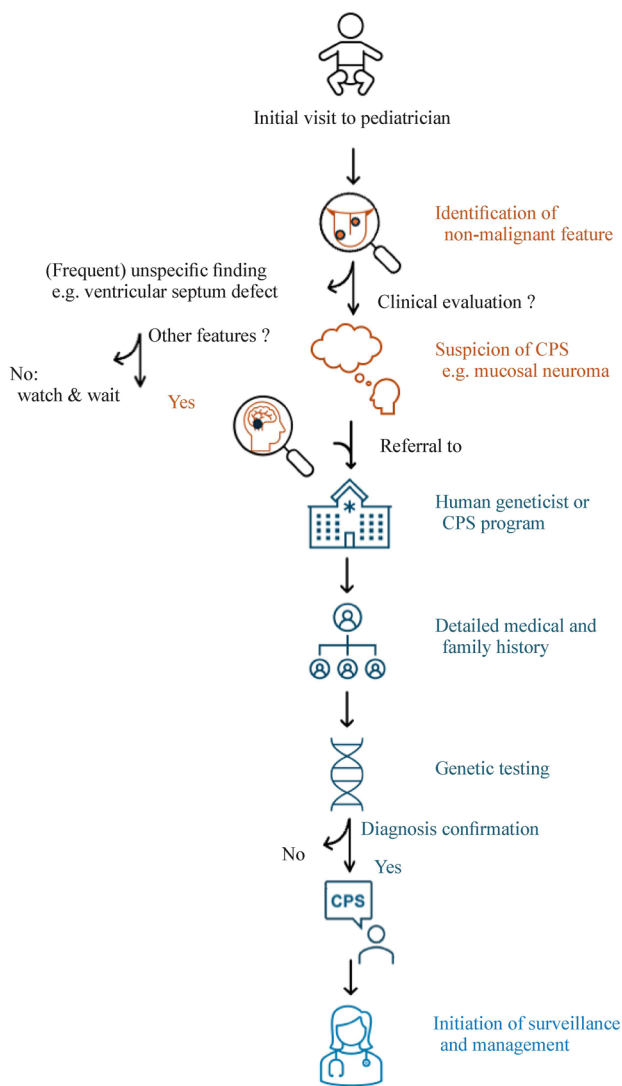 Initial visit to pediatrician
Identification of
non-malignant feature
(Frequent) unspecific finding
e.g. ventricular septum defect
Clinical evaluation ?
Other features ?
Suspicion of CPS
e.g. mucosal neuroma
No:
watch & wait
Yes
Referral to
Human geneticist or
CPS program
Detailed medical and
family history
Genetic testing
Diagnosis confirmation
No
Yes
CPS
Initiation of surveillance
and management